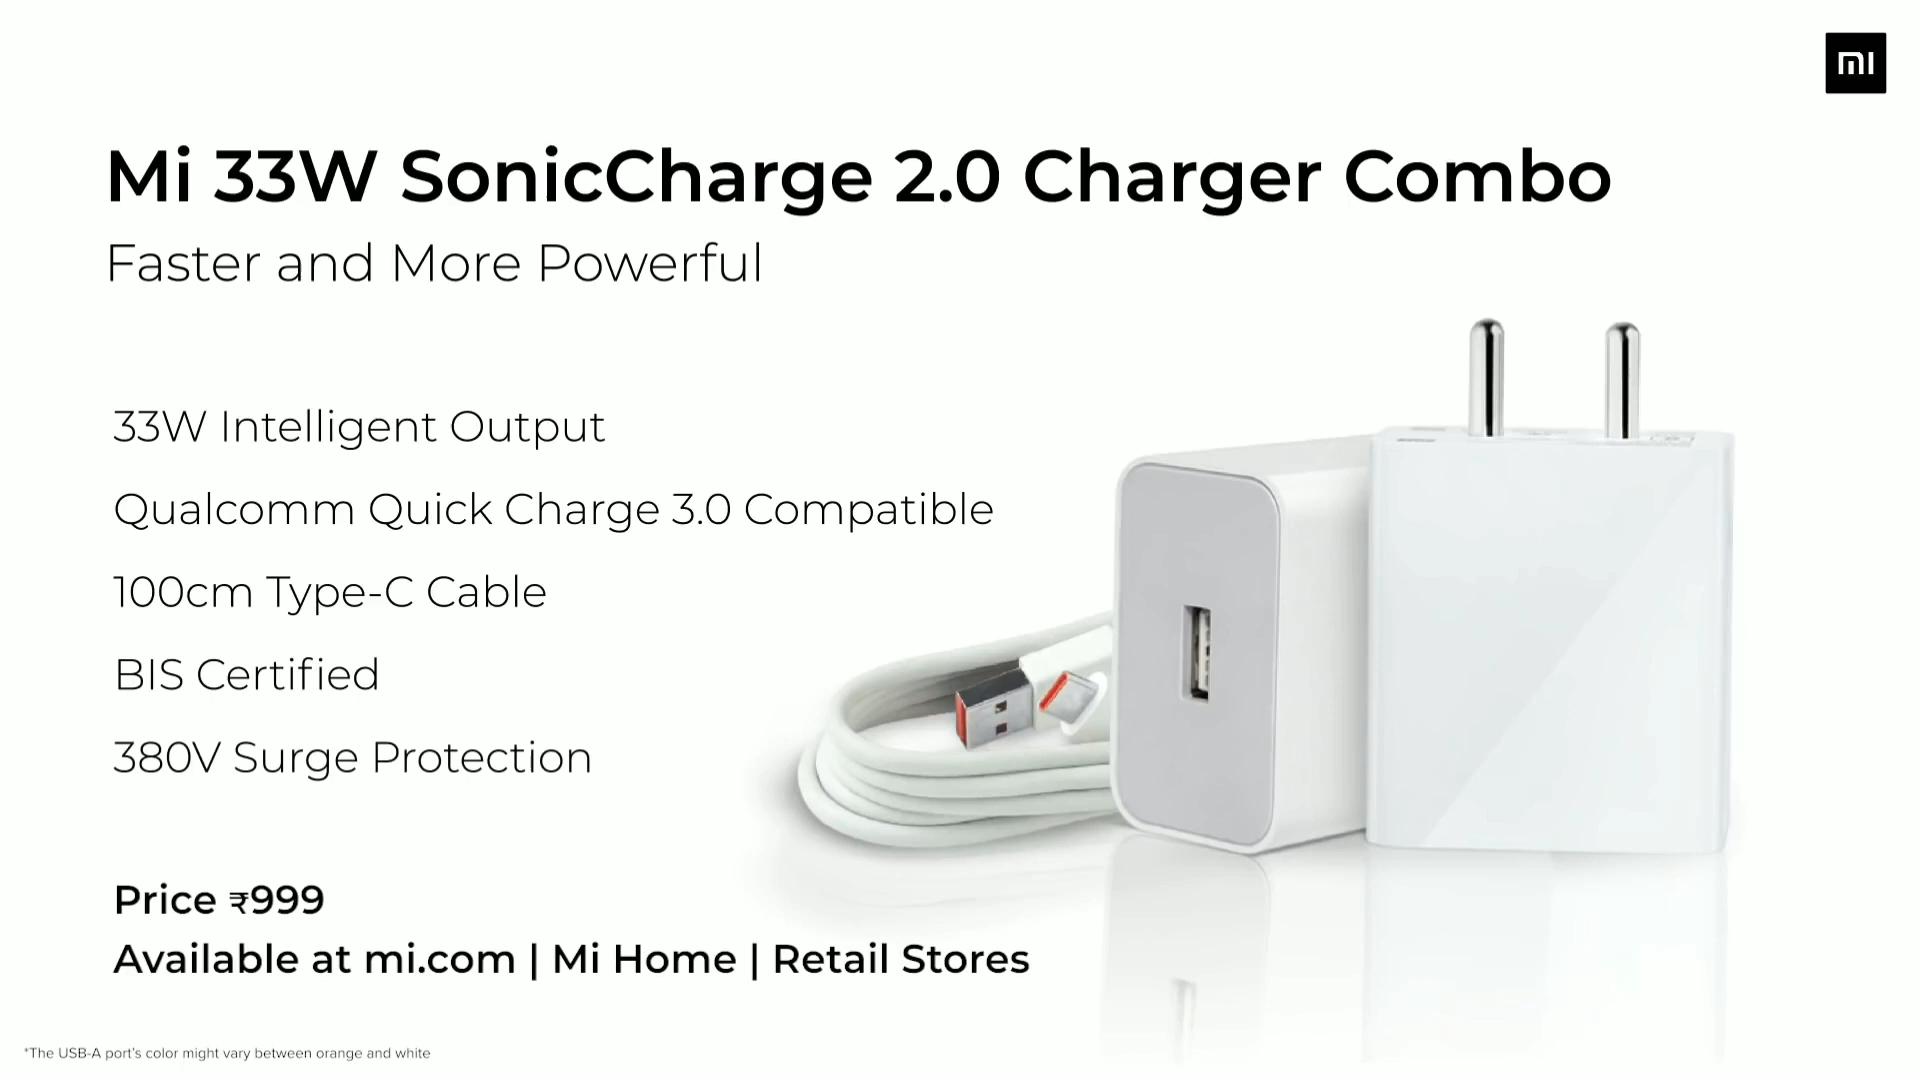 mi
Mi 33W SonicCharge 2.0 Charger Combo
Faster and More Powerful
33W Intelligent Output
Qualcomm Quick Charge 3.0 Compatible
100cm Type-C Cable
BIS Certified
380V Surge Protection
Price ₹999
Available at mi.com | Mi Home | Retail Stores
*The USB-A port's color might vary between orange and white